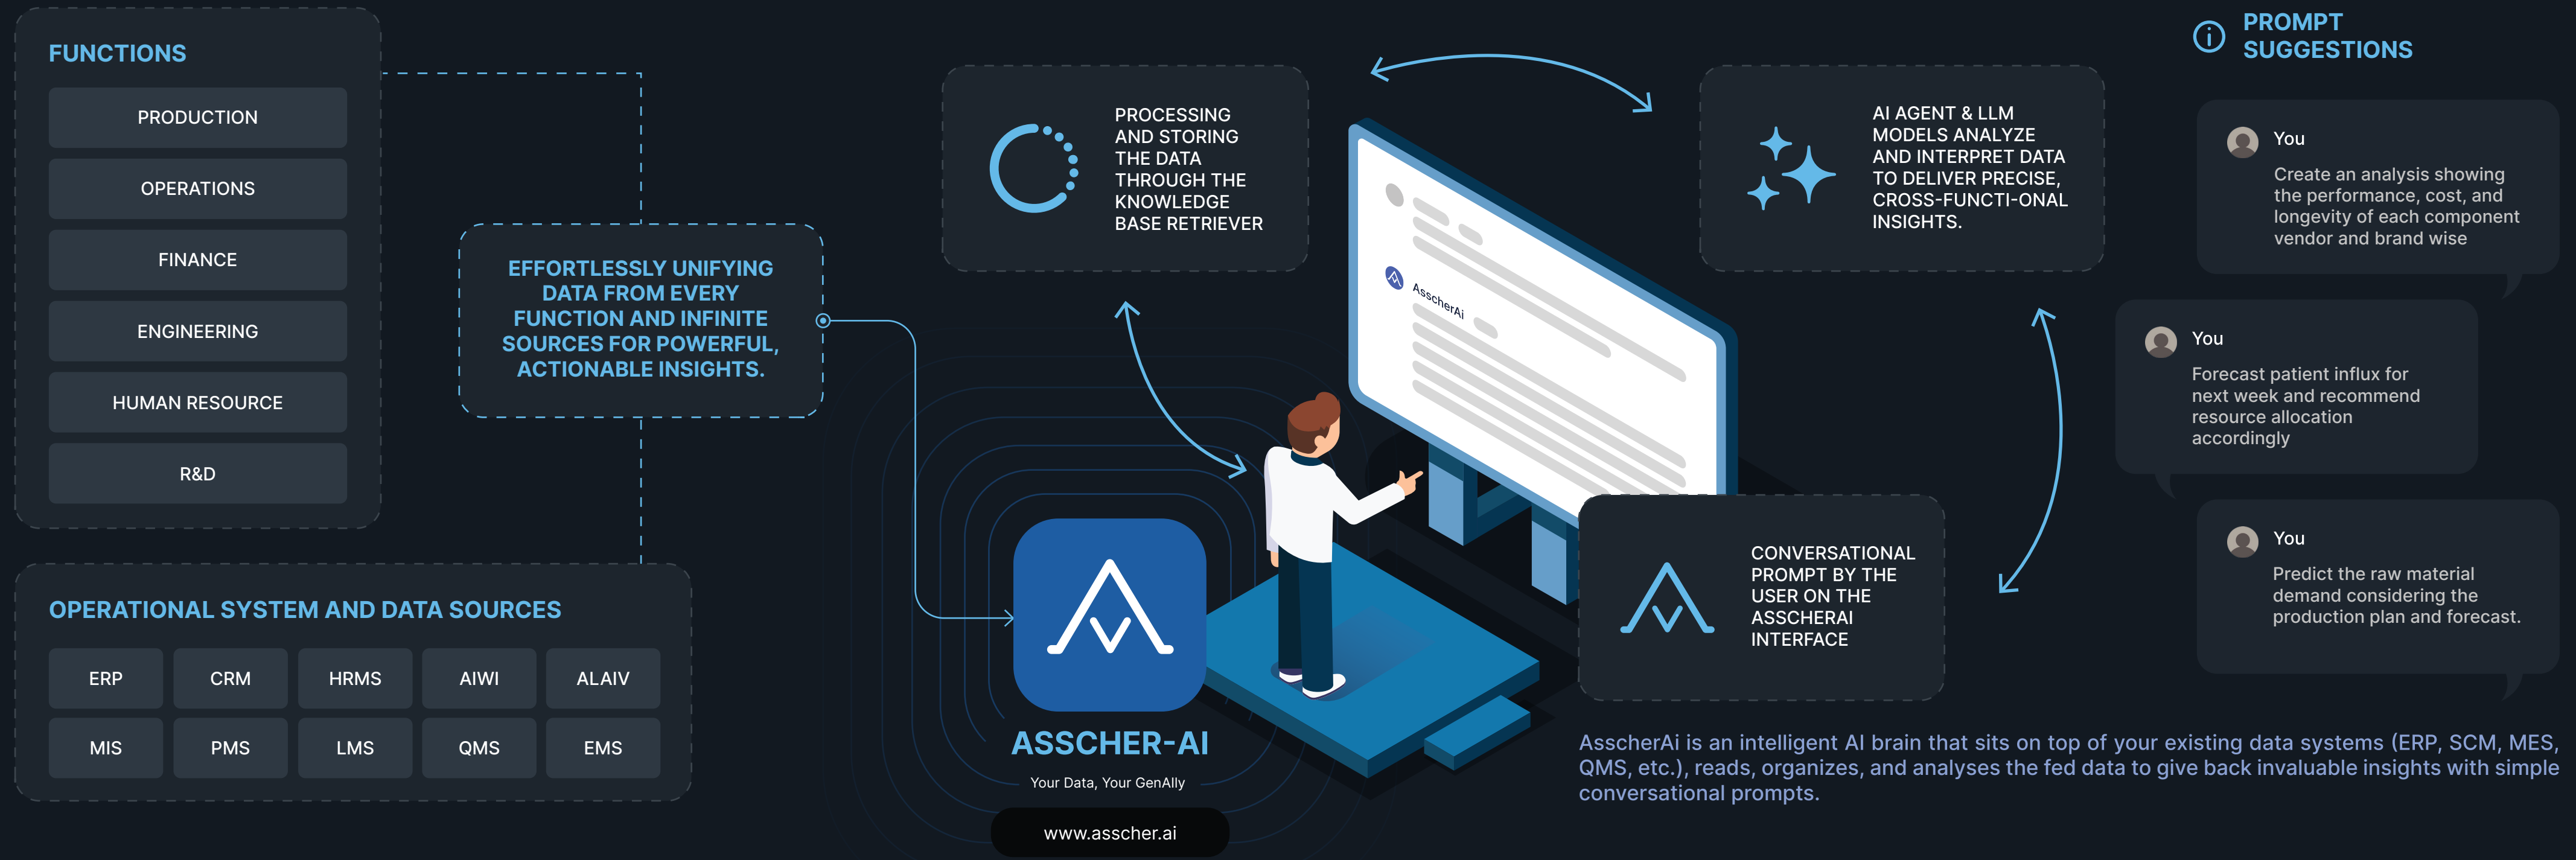 FUNCTIONS
PRODUCTION
OPERATIONS
FINANCE
ENGINEERING
HUMAN RESOURCE
R&D
OPERATIONAL SYSTEM AND DATA SOURCES
ERP
CRM
HRMS
AIWI
ALAIV
MIS
PMS
LMS
QMS
EMS
EFFORTLESSLY UNIFYING
DATA FROM EVERY
FUNCTION AND INFINITE
SOURCES FOR POWERFUL,
ACTIONABLE INSIGHTS.
ASSCHER-AI
Your Data, Your GenAlly
www.asscher.ai
PROCESSING
AND STORING
THE DATA
THROUGH THE
KNOWLEDGE
BASE RETRIEVER
AsscherAi
AI AGENT & LLM
MODELS ANALYZE
AND INTERPRET DATA
TO DELIVER PRECISE,
CROSS-FUNCTI-ONAL
INSIGHTS.
CONVERSATIONAL
PROMPT BY THE
USER ON THE
ASSCHERAI
INTERFACE
PROMPT
SUGGESTIONS
You
Create an analysis showing
the performance, cost, and
longevity of each component
vendor and brand wise
You
Forecast patient influx for
next week and recommend
resource allocation
accordingly
You
Predict the raw material
demand considering the
production plan and forecast.
AsscherAi is an intelligent AI brain that sits on top of your existing data systems (ERP, SCM, MES,
QMS, etc.), reads, organizes, and analyses the fed data to give back invaluable insights with simple
conversational prompts.